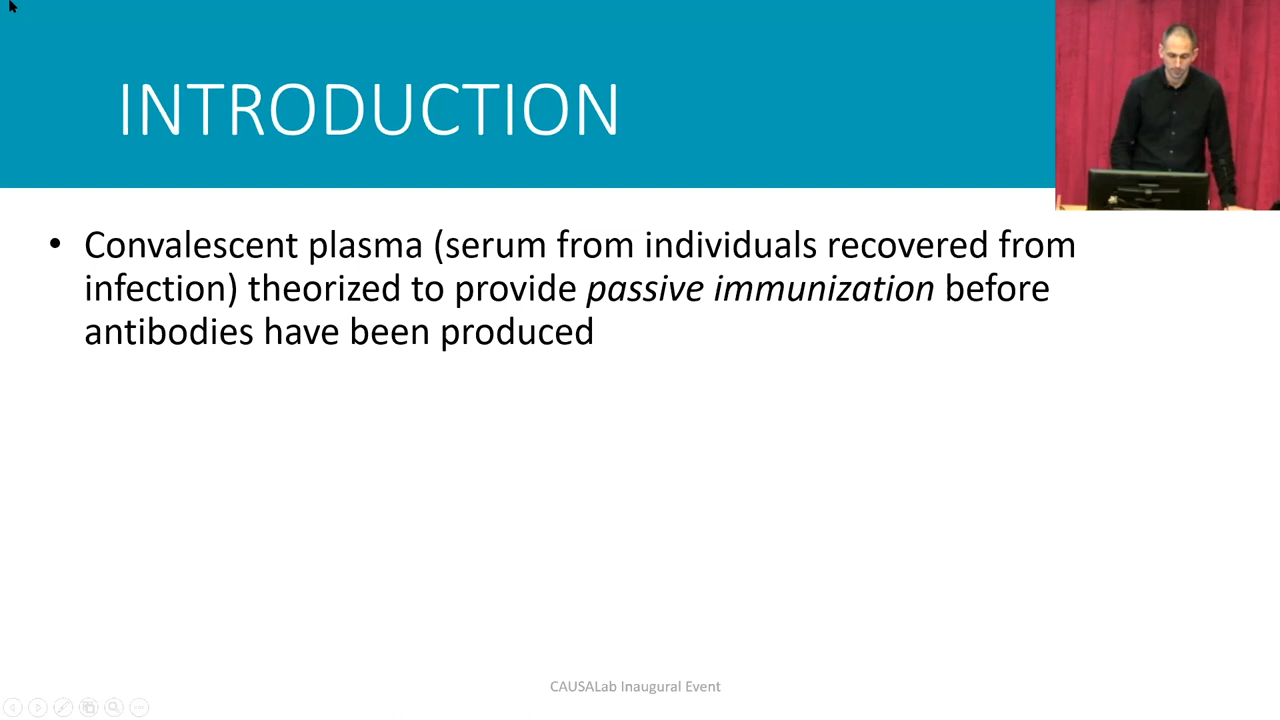 INTRODUCTION
• Convalescent plasma (serum from individuals recovered from
infection) theorized to provide passive immunization before
antibodies have been produced
CAUSALab Inaugural Event